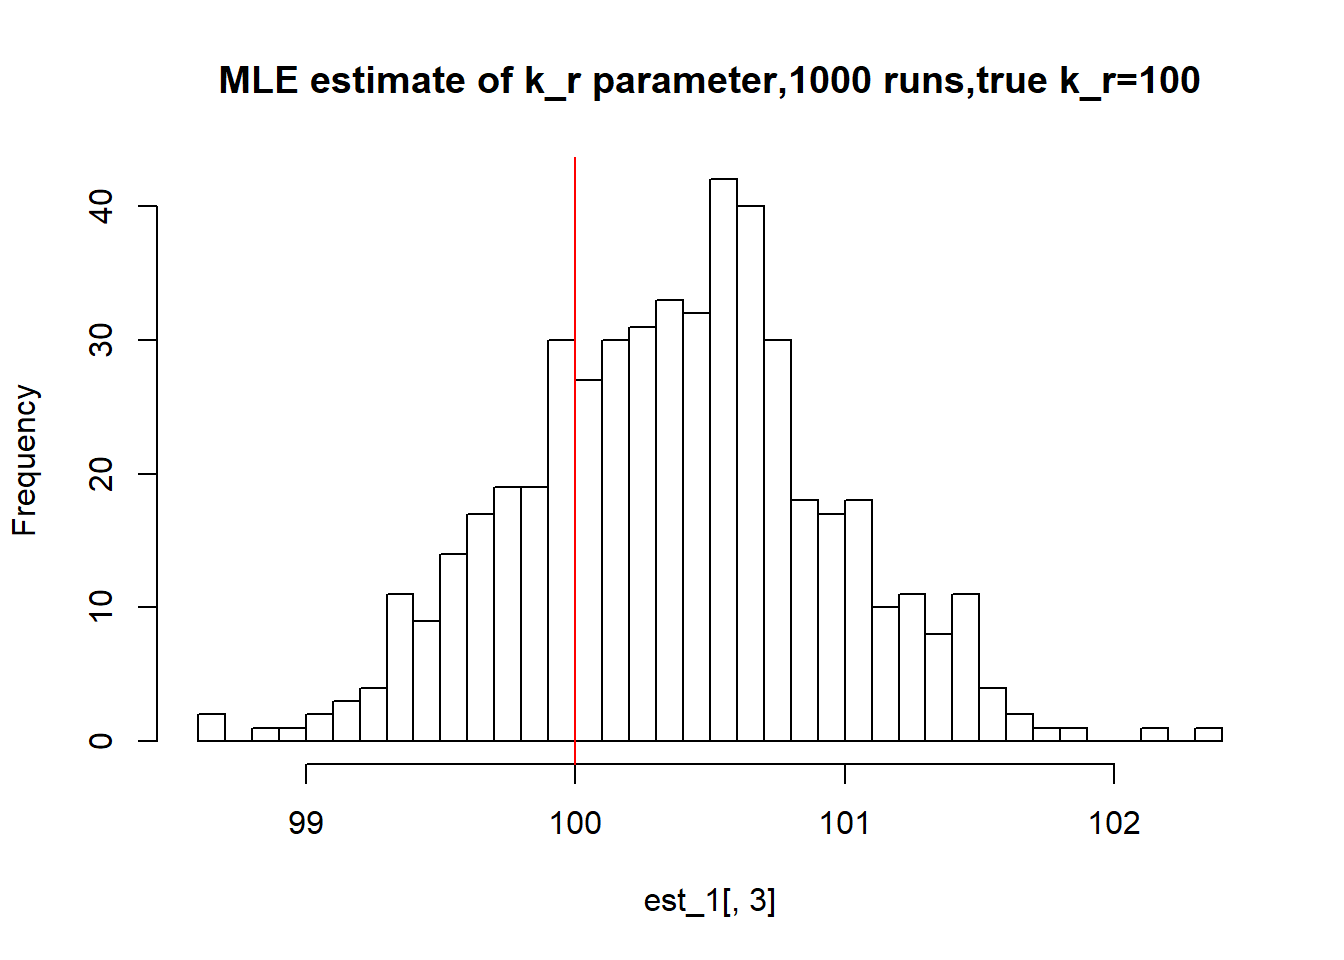 MLE estimate of k_r parameter,1000 runs,true k_r=100
Frequency
40
30
20
10
0
99 100 101 102
est_1[, 3]